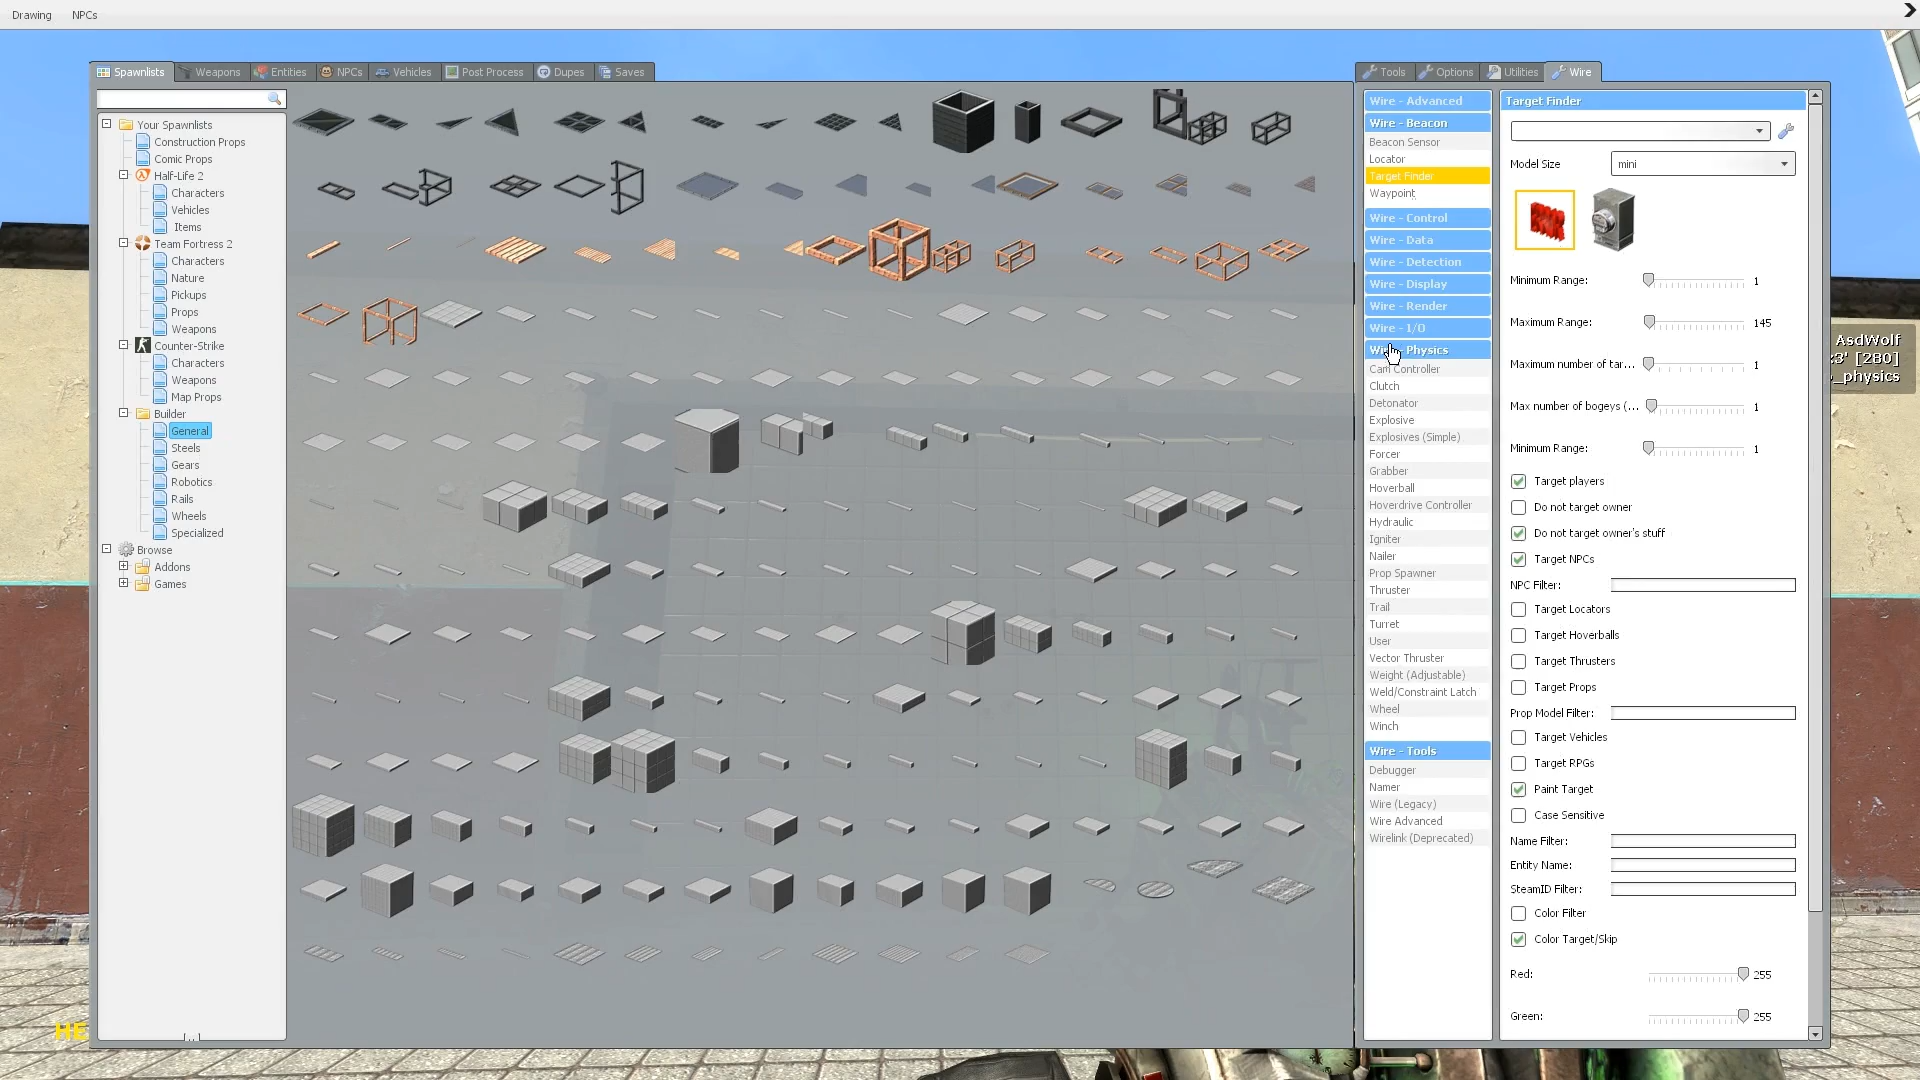 Drawing NPCs
Spawnlists Weapons Entities NPCs Vehicles Post Process Dupes Saves
Tools Options Utilities Wire
Your Spawnlists
Construction Props
Comic Props
Half-Life 2
Characters
Vehicles
Items
Team Fortress 2
Characters
Nature
Pickups
Props
Weapons
Counter-Strike
Characters
Weapons
Map Props
Builder
General
Steels
Gears
Robotics
Rails
Wheels
Specialized
Browse
Addons
Games
HE
Wire - Advanced
Wire - Beacon
Beacon Sensor
Locator
Target Finder
Waypoint
Wire - Control
Wire - Data
Wire - Detection
Wire - Display
Wire - Render
Wire - I/O
Wire - Physics
Cam Controller
Clutch
Detonator
Explosive
Explosives (Simple)
Forcer
Grabber
Hoverball
Hoverdrive Controller
Hydraulic
Igniter
Nailer
Prop Spawner
Thruster
Trail
Turret
User
Vector Thruster
Weight (Adjustable)
Weld/Constraint Latch
Wheel
Winch
Wire - Tools
Debugger
Namer
Wire (Legacy)
Wire Advanced
Wirelink (Deprecated)
Target Finder
Model Size mini
Minimum Range: 1
Maximum Range: 145
Maximum number of tar... 1
Max number of bogeys (... 1
Minimum Range: 1
Target players
Do not target owner
Do not target owner's stuff
Target NPCs
NPC Filter:
Target Locators
Target Hoverballs
Target Thrusters
Target Props
Prop Model Filter:
Target Vehicles
Target RPGs
Paint Target
Case Sensitive
Name Filter:
Entity Name:
SteamID Filter:
Color Filter
Color Target/Skip
Red: 255
Green: 255
AsdWolf
:3' [280]
_physics